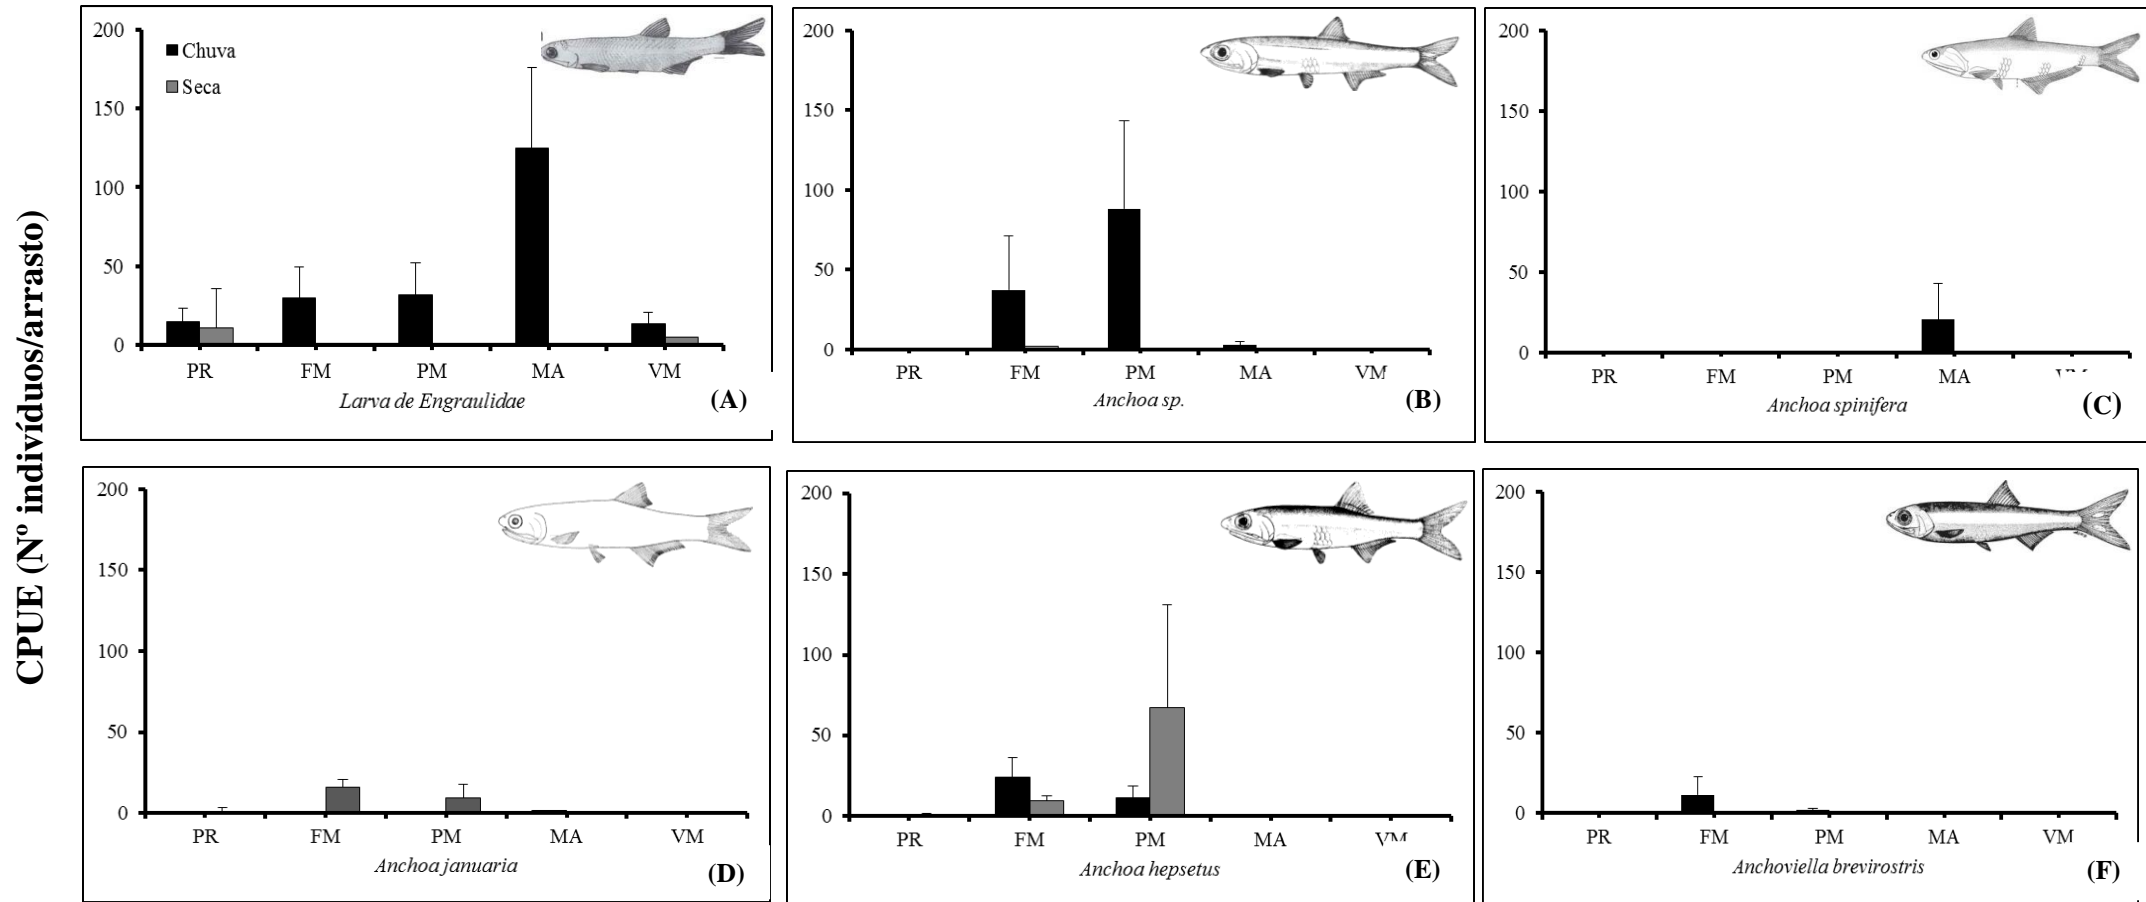 CPUE (Nº indivíduos/arrasto)
200
150
100
50
0
Chuva
Seca
PR FM PM MA VM
Larva de Engraulidae
(A)
200
150
100
50
0
PR FM PM MA VM
Anchoa sp.
(B)
200
150
100
50
0
PR FM PM MA
Anchoa spinifera
(C)
200
150
100
50
0
PR FM PM MA VM
Anchoa januaria
(D)
200
150
100
50
0
PR FM PM MA VM
Anchoa hepsetus
(E)
200
150
100
50
0
PR FM PM MA VM
Anchoviella brevirostris
(F)